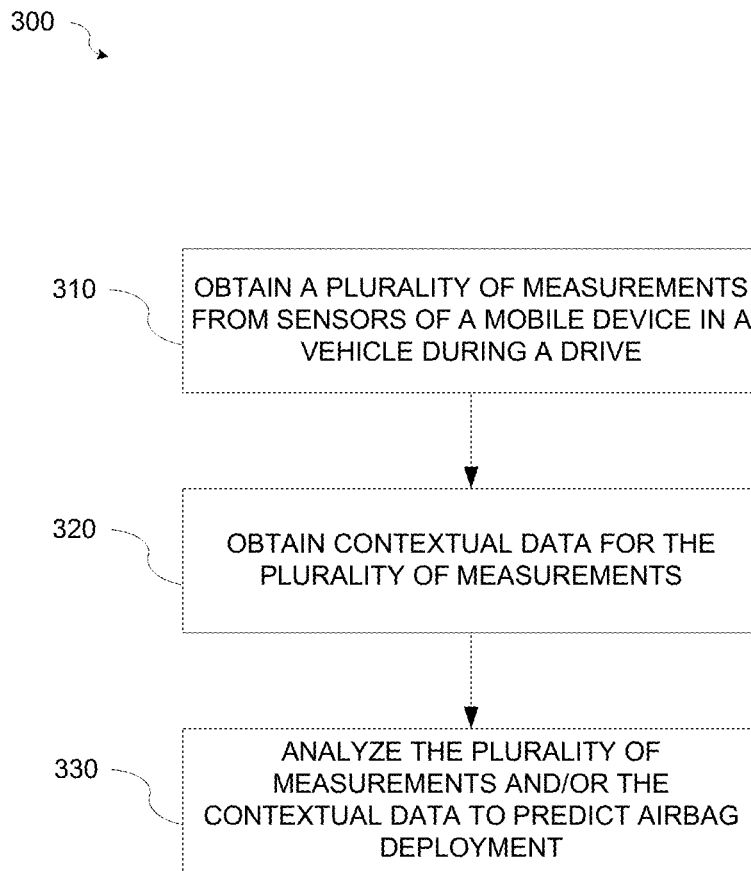 300
310
OBTAIN A PLURALITY OF MEASUREMENTS
FROM SENSORS OF A MOBILE DEVICE IN A
VEHICLE DURING A DRIVE
320
OBTAIN CONTEXTUAL DATA FOR THE
PLURALITY OF MEASUREMENTS
330
ANALYZE THE PLURALITY OF
MEASUREMENTS AND/OR THE
CONTEXTUAL DATA TO PREDICT AIRBAG
DEPLOYMENT